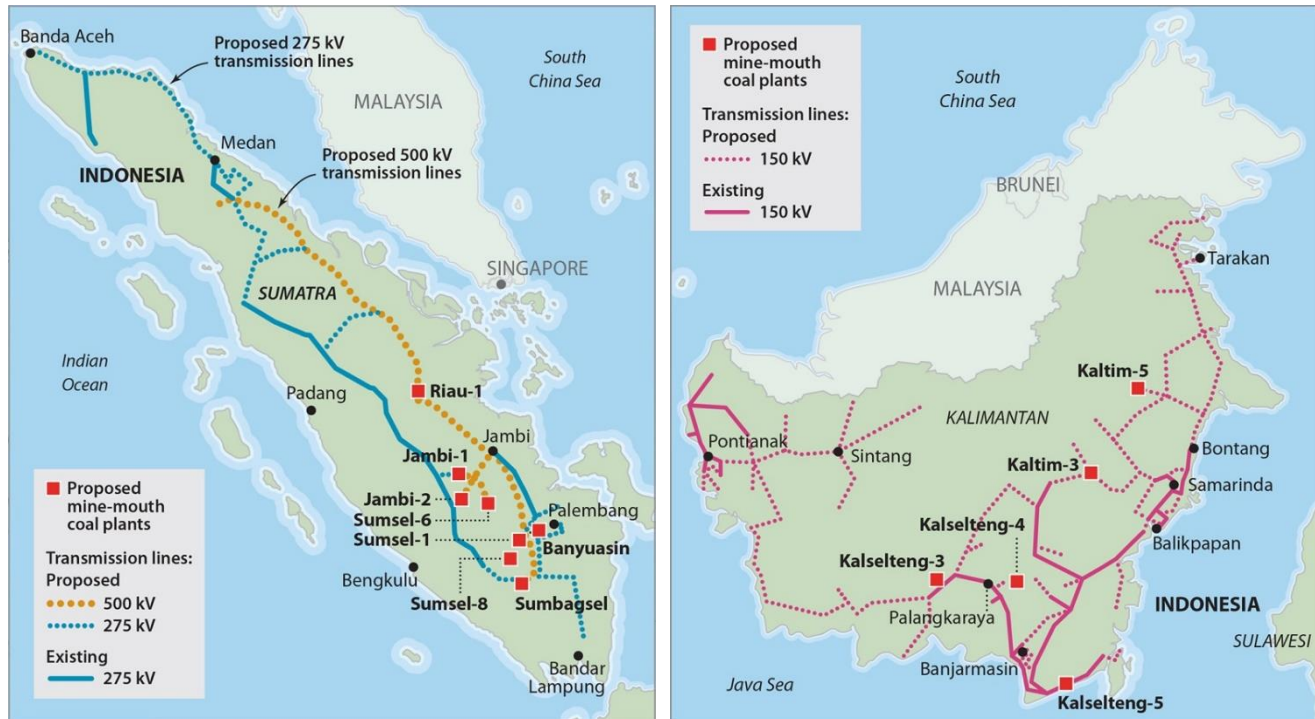 Banda Aceh
Proposed 275 kV
transmission lines
South
China Sea
MALAYSIA
Medan
Proposed 500 kV
transmission lines
INDONESIA
SINGAPORE
SUMATRA
Indian
Ocean
Riau-1
Padang
Jambi
Jambi-1
Jambi-2
Sumsel-6
Palembang
Sumsel-1
Banyuasin
Bengkulu
Sumsel-8
Sumbagsel
Bandar
Lampung
Proposed
mine-mouth
coal plants
Transmission lines:
Proposed
500 kV
275 kV
Existing
275 kV
Proposed
mine-mouth
coal plants
Transmission lines:
Proposed
150 kV
Existing
150 kV
South
China Sea
BRUNEI
Tarakan
MALAYSIA
Kaltim-5
KALIMANTAN
Pontianak
Sintang
Bontang
Kaltim-3
Samarinda
Kalselteng-4
Balikpapan
Kalselteng-3
Palangkaraya
INDONESIA
SULAWESI
Banjarmasin
Java Sea
Kalselteng-5